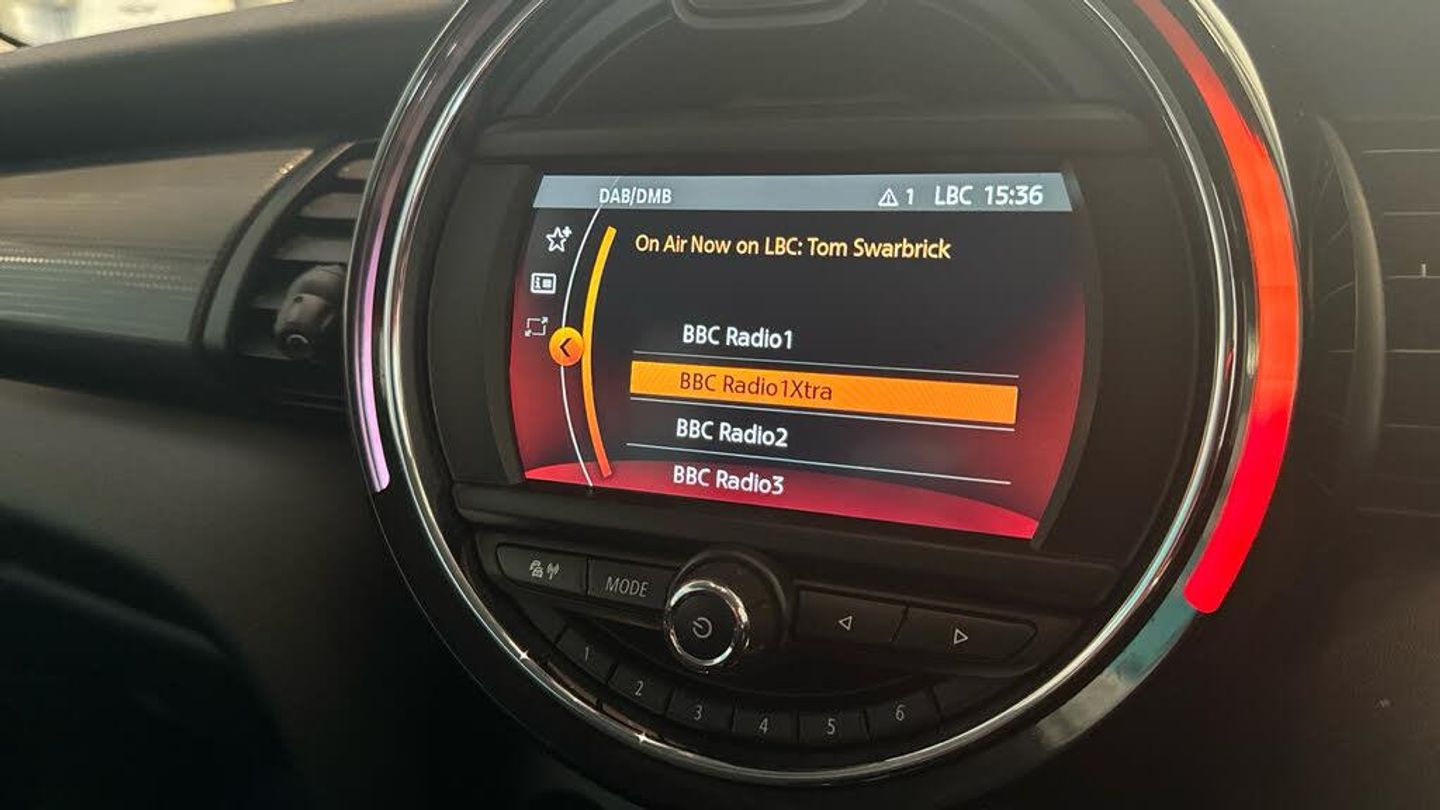 DAB/DMB 1 LBC 15:36
On Air Now on LBC: Tom Swarbrick
BBC Radio1
BBC Radio1Xtra
BBC Radio2
BBC Radio3
MODE
1 2 3 4 5 6